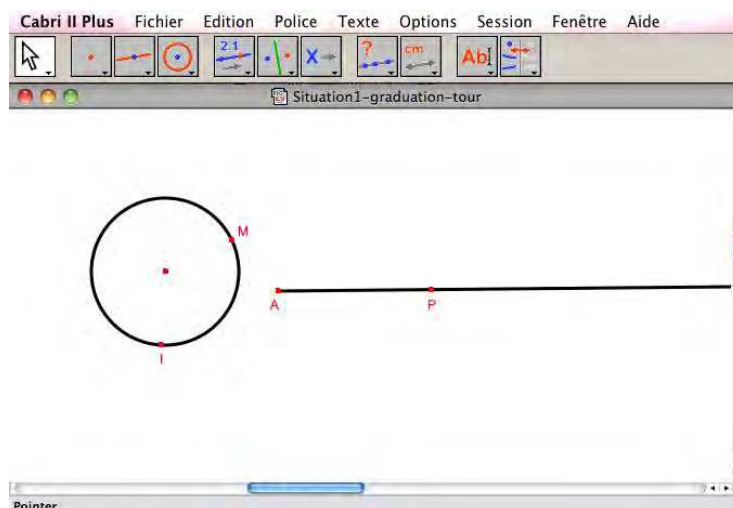 Cabri II Plus Fichier Edition Police Texte Options Session Fenêtre Aide
2.1 ? cm
X Ab
Situation1-graduation-tour
M
A P
I
Pointer